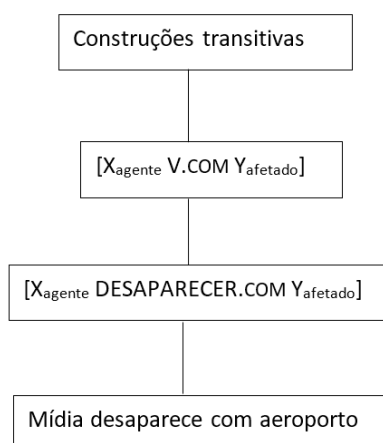 Construções transitivas
[Xagente V.COM Yafetado]
[Xagente DESAPARECER.COM Yafetado]
Mídia desaparece com aeroporto